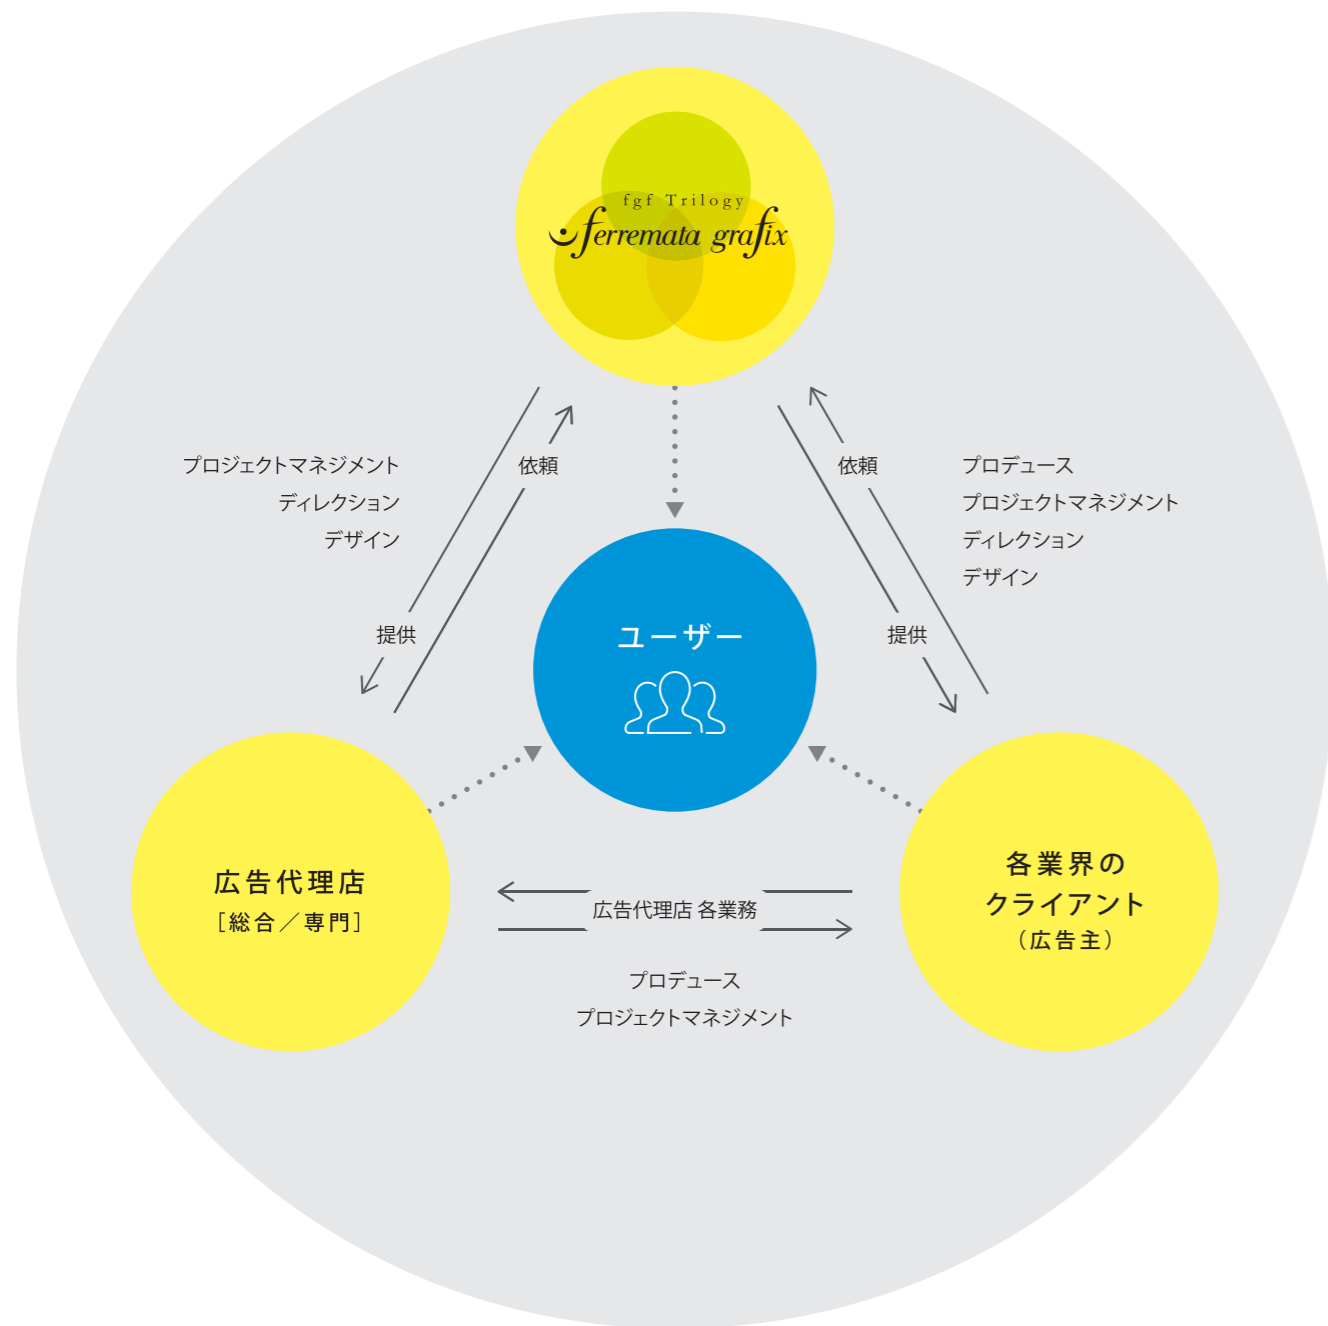 fgf Trilogy
ferremata grafix
プロジェクトマネジメント
ディレクション
デザイン
依頼
提供
依頼
提供
プロデュース
プロジェクトマネジメント
ディレクション
デザイン
ユーザー
広告代理店
［総合／専門］
各業界の
クライアント
（広告主）
広告代理店 各業務
プロデュース
プロジェクトマネジメント